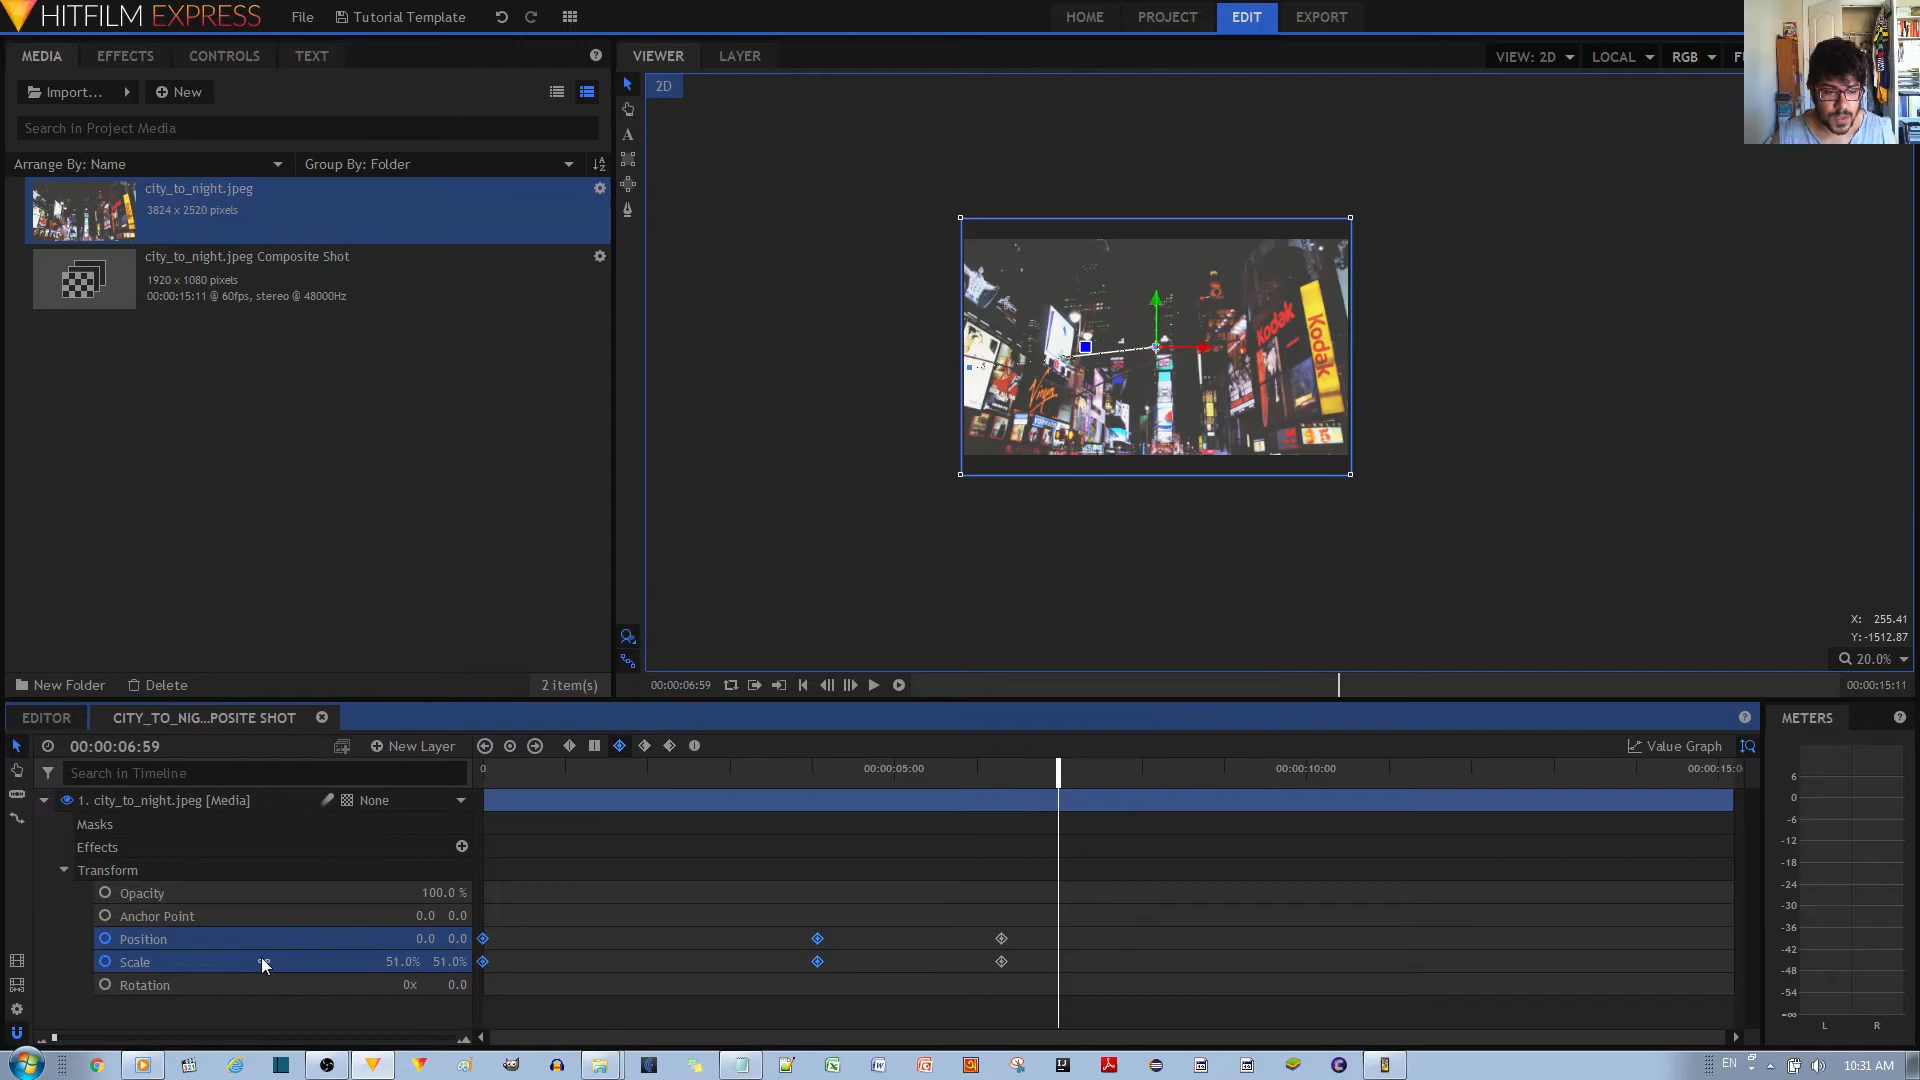 HITFILM EXPRESS
File
Tutorial Template
HOME
PROJECT
EDIT
EXPORT
MEDIA
EFFECTS
CONTROLS
TEXT
VIEWER
LAYER
VIEW: 2D
LOCAL
RGB
Import...
New
2D
Search in Project Media
Arrange By: Name
Group By: Folder
city_to_night.jpeg
3824 x 2520 pixels
city_to_night.jpeg Composite Shot
1920 x 1080 pixels
00:00:15:11 @ 60fps, stereo @ 48000Hz
Kodak
Kodak
Virgin
X: 255.41
Y: -1512.87
20.0%
New Folder
Delete
2 item(s)
00:00:06:59
00:00:15:11
EDITOR
CITY_TO_NIG...POSITE SHOT
METERS
00:00:06:59
New Layer
Value Graph
Search in Timeline
0
00:00:05:00
00:00:10:00
00:00:15:0
1. city_to_night.jpeg [Media]
None
Masks
Effects
Transform
Opacity
100.0 %
Anchor Point
0.0 0.0
Position
0.0 0.0
Scale
51.0% 51.0%
Rotation
0x 0.0
6
0
-6
-12
-18
-24
-30
-36
-42
-48
-54
-∞
L R
EN
10:31 AM